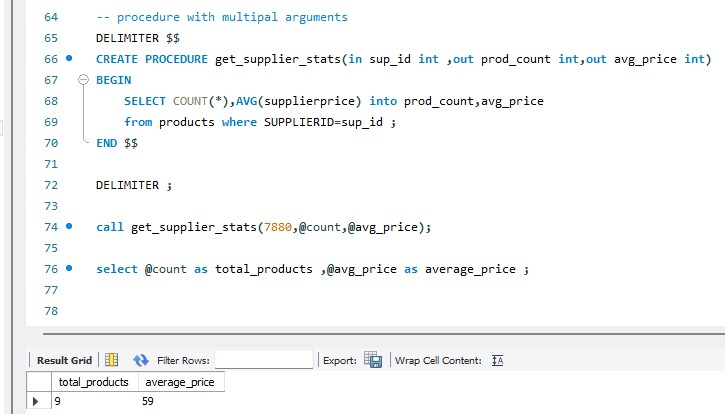 64 -- procedure with multipal arguments
65 DELIMITER $$
66 CREATE PROCEDURE get_supplier_stats(in sup_id int ,out prod_count int,out avg_price int)
67 BEGIN
68 SELECT COUNT(*),AVG(supplierprice) into prod_count,avg_price
69 from products where SUPPLIERID=sup_id ;
70 END $$
71
72 DELIMITER ;
73
74 call get_supplier_stats(7880,@count,@avg_price);
75
76 select @count as total_products ,@avg_price as average_price ;
77
78
Result Grid Filter Rows: Export: Wrap Cell Content: IA
total_products average_price
9 59